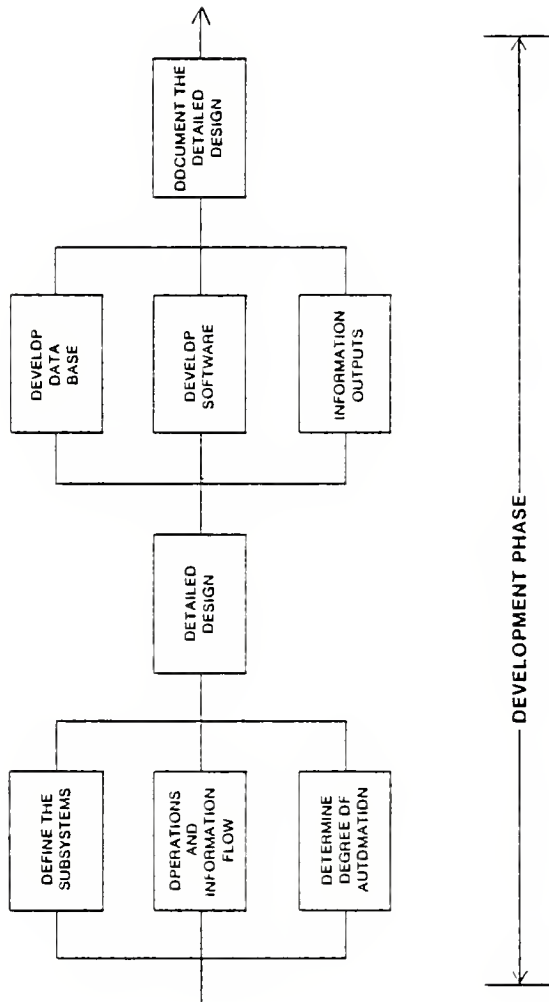 DEFINE THE
SUBSYSTEMS
OPERATIONS
AND
INFORMATION
FLOW
DETERMINE
DEGREE OF
AUTOMATION
DETAILED
DESIGN
DEVELOP
DATA
BASE
DEVELOP
SOFTWARE
INFORMATION
OUTPUTS
DOCUMENT THE
DETAILED
DESIGN
DEVELOPMENT PHASE